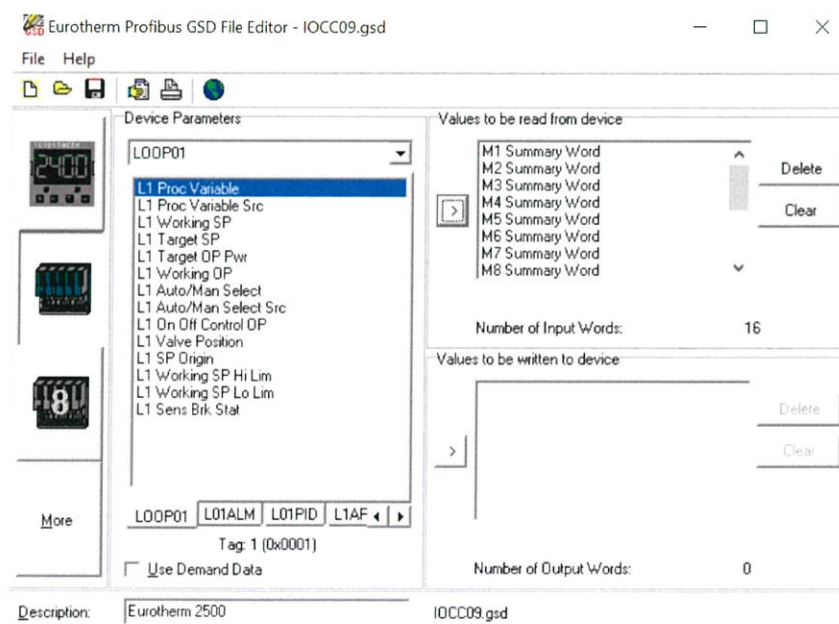 Eurotherm Profibus GSD File Editor - IOCC09.gsd
File Help
Device Parameters
LOOP01
L1 Proc Variable
L1 Proc Variable Src
L1 Working SP
L1 Target SP
L1 Target OP Pwr
L1 Working OP
L1 Auto/Man Select
L1 Auto/Man Select Src
L1 On Off Control OP
L1 Valve Position
L1 SP Origin
L1 Working SP Hi Lim
L1 Working SP Lo Lim
L1 Sens Brk Stat
LOOP01 L01ALM L01PID L1AF
Tag: 1 (0x0001)
Use Demand Data
Values to be read from device
M1 Summary Word
M2 Summary Word
M3 Summary Word
M4 Summary Word
M5 Summary Word
M6 Summary Word
M7 Summary Word
M8 Summary Word
Delete
Clear
Number of Input Words: 16
Values to be written to device
Delete
Clear
Number of Output Words: 0
2400
8
More
Description: Eurotherm 2500 IOCC09.gsd